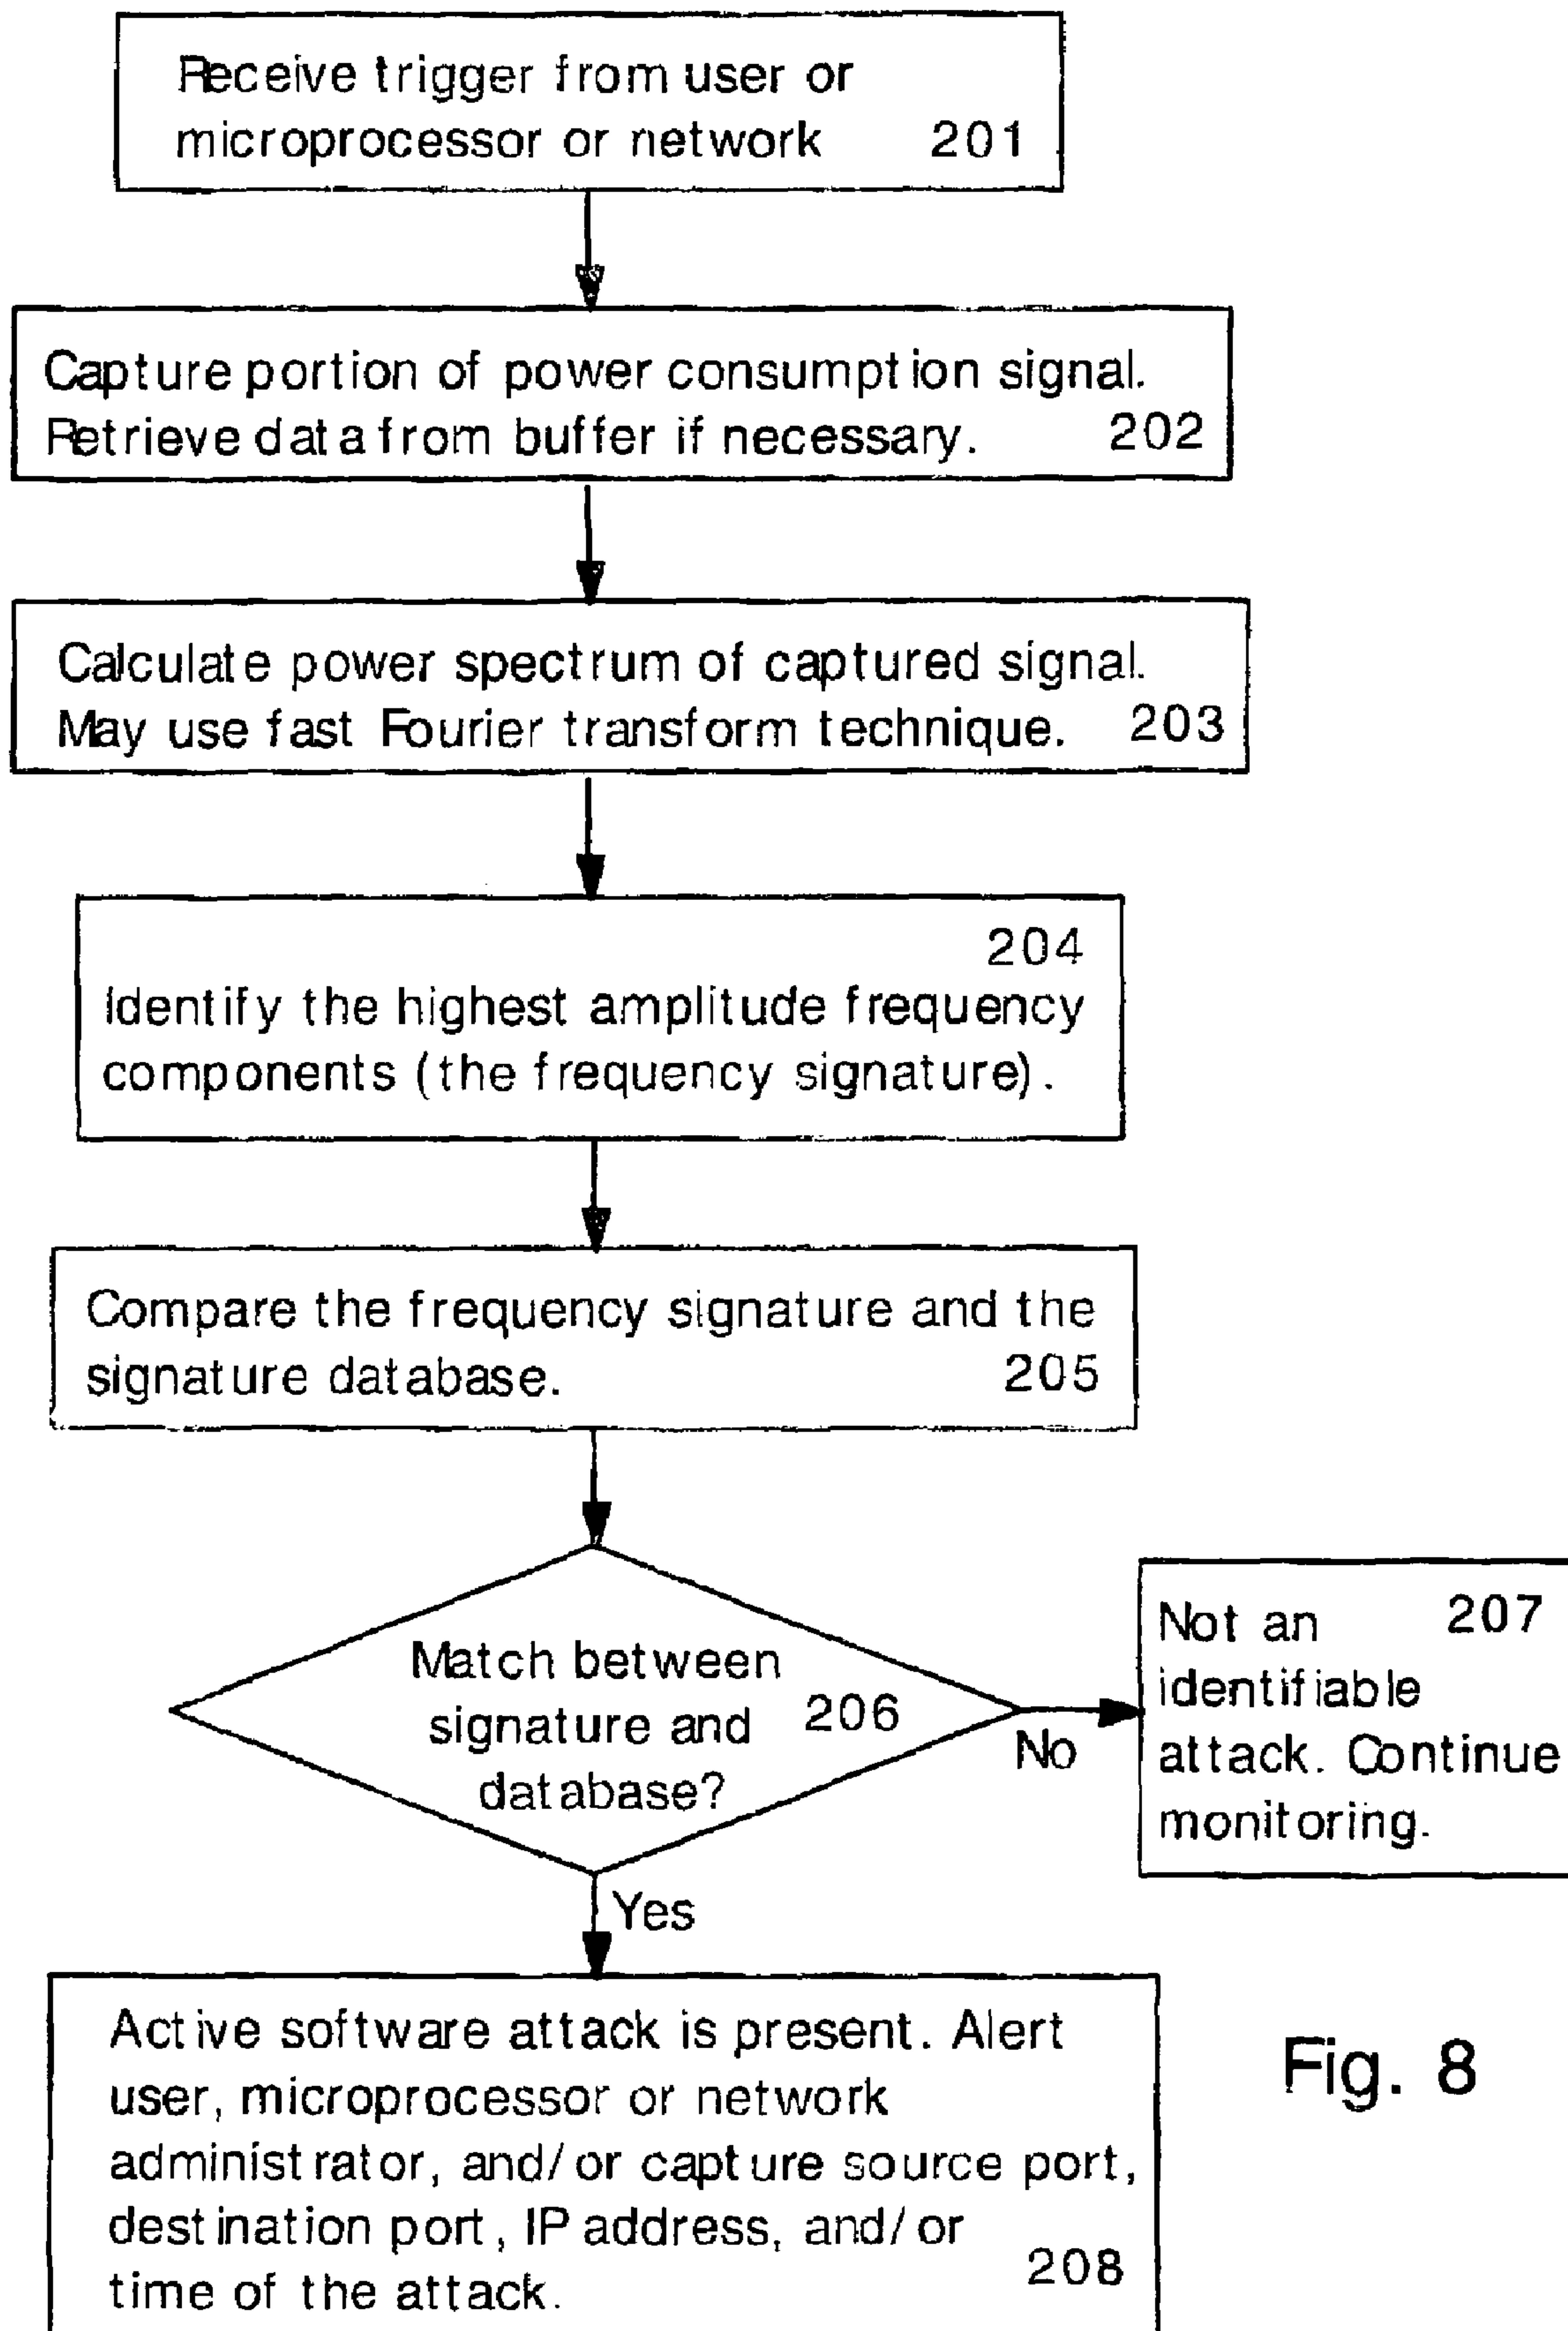 Receive trigger from user or
microprocessor or network 201
Capture portion of power consumption signal.
Retrieve data from buffer if necessary. 202
Calculate power spectrum of captured signal.
May use fast Fourier transform technique. 203
204
Identify the highest amplitude frequency
components (the frequency signature).
Compare the frequency signature and the
signature database. 205
Match between
signature and 206
database?
No
Not an 207
identifiable
attack. Continue
monitoring.
Yes
Active software attack is present. Alert
user, microprocessor or network
administrator, and/or capture source port,
destination port, IP address, and/or
time of the attack. 208
Fig. 8